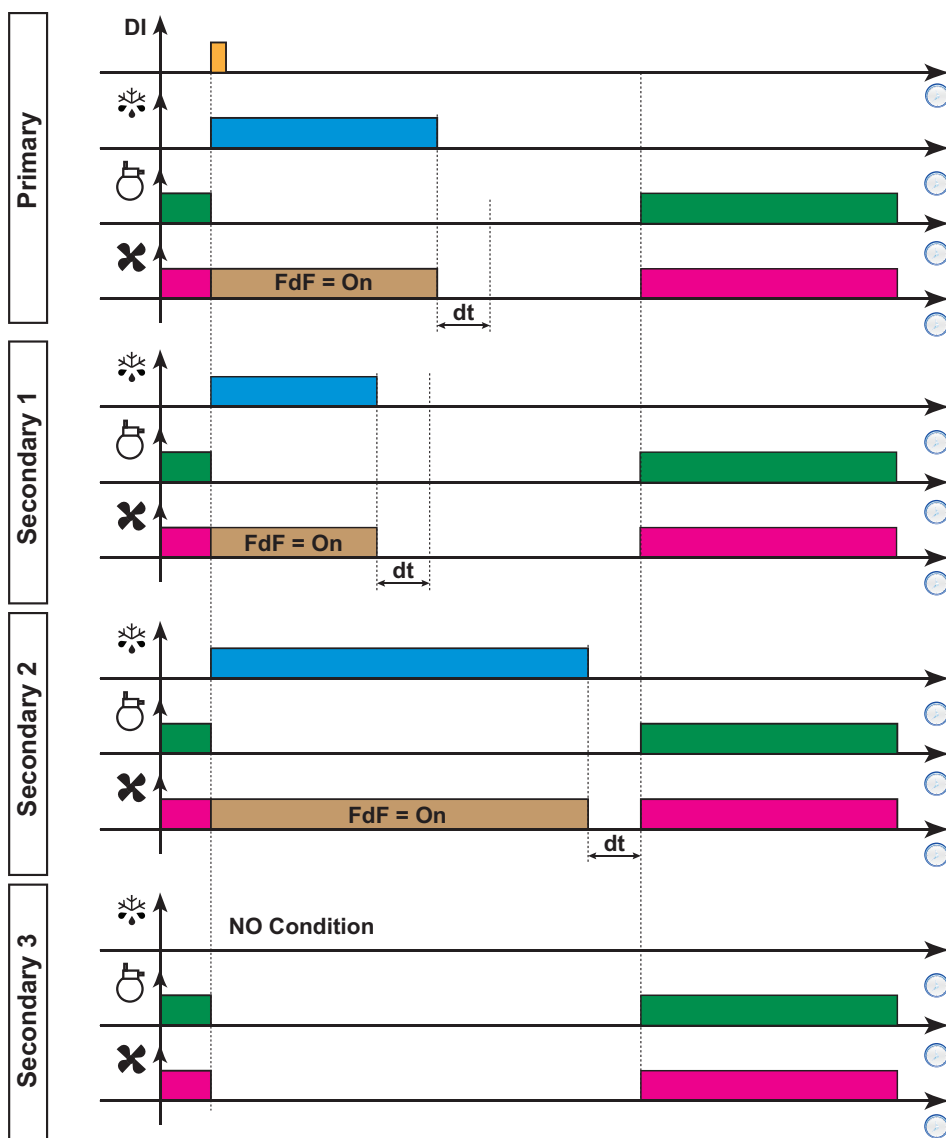 Primary
DI
FdF = On
dt
Secondary 1
FdF = On
dt
Secondary 2
FdF = On
dt
Secondary 3
NO Condition